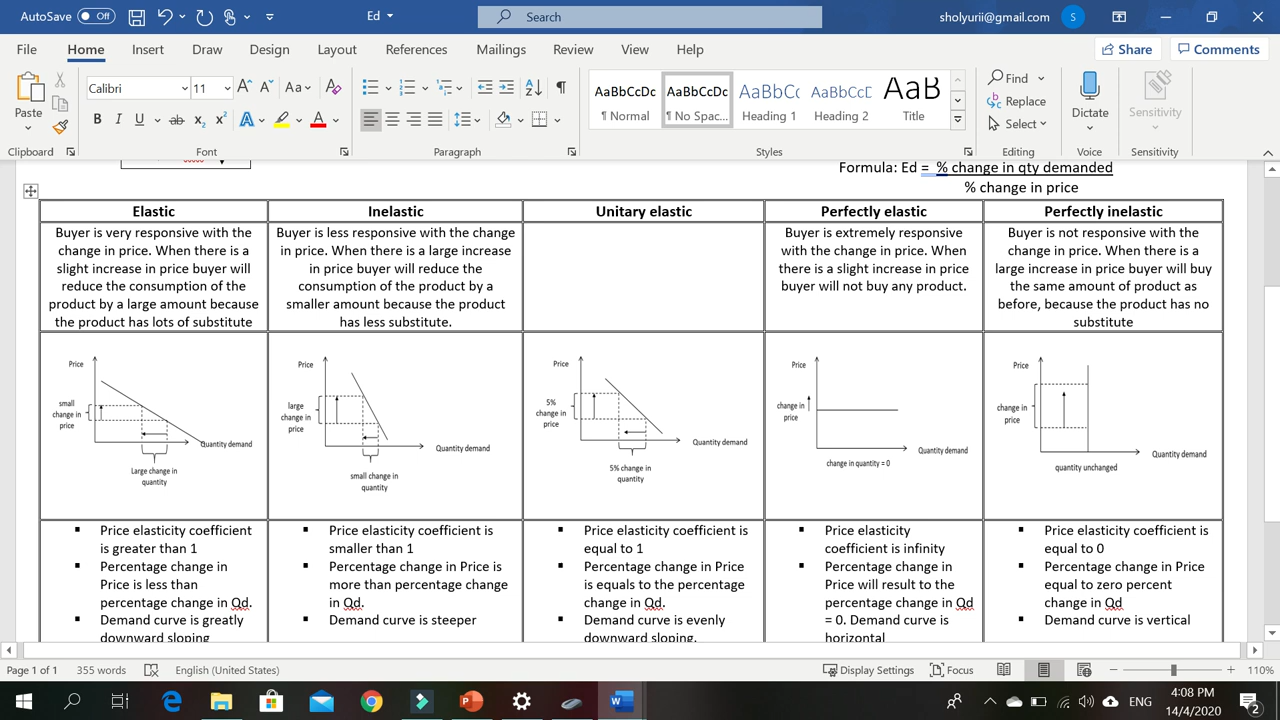 AutoSave Off
Ed
Search
sholyurii@gmail.com
S
File Home Insert Draw Design Layout References Mailings Review View Help
Share Comments
Paste
Calibri 11
Aa
B I U ab x₂ x²
A A
AaBbCcDc AaBbCcDc AaBbCc AaBbCcD AaB
¶ Normal ¶ No Spac... Heading 1 Heading 2 Title
Find
Replace
Select
Dictate
Sensitivity
Clipboard Font Paragraph Styles Editing Voice Sensitivity
Formula: Ed = % change in qty demanded
% change in price
Elastic
Buyer is very responsive with the
change in price. When there is a
slight increase in price buyer will
reduce the consumption of the
product by a large amount because
the product has lots of substitute
Price
small
change in
price
Quantity demand
Large change in
quantity
Price elasticity coefficient
is greater than 1
Percentage change in
Price is less than
percentage change in Qd.
Demand curve is greatly
downward sloping
Inelastic
Buyer is less responsive with the change
in price. When there is a large increase
in price buyer will reduce the
consumption of the product by a
smaller amount because the product
has less substitute.
Price
large
change in
price
Quantity demand
small change in
quantity
Price elasticity coefficient is
smaller than 1
Percentage change in Price is
more than percentage change
in Qd.
Demand curve is steeper
Unitary elastic
Price
5%
change in
price
Quantity demand
5% change in
quantity
Price elasticity coefficient is
equal to 1
Percentage change in Price
is equals to the percentage
change in Qd.
Demand curve is evenly
downward sloping.
Perfectly elastic
Buyer is extremely responsive
with the change in price. When
there is a slight increase in price
buyer will not buy any product.
Price
change in
price
Quantity demand
change in quantity = 0
Price elasticity
coefficient is infinity
Percentage change in
Price will result to the
percentage change in Qd
= 0. Demand curve is
horizontal
Perfectly inelastic
Buyer is not responsive with the
change in price. When there is a
large increase in price buyer will buy
the same amount of product as
before, because the product has no
substitute
Price
change in
price
Quantity demand
quantity unchanged
Price elasticity coefficient is
equal to 0
Percentage change in Price
equal to zero percent
change in Qd
Demand curve is vertical
Page 1 of 1 355 words English (United States) Display Settings Focus 110%
ENG
4:08 PM
14/4/2020
2